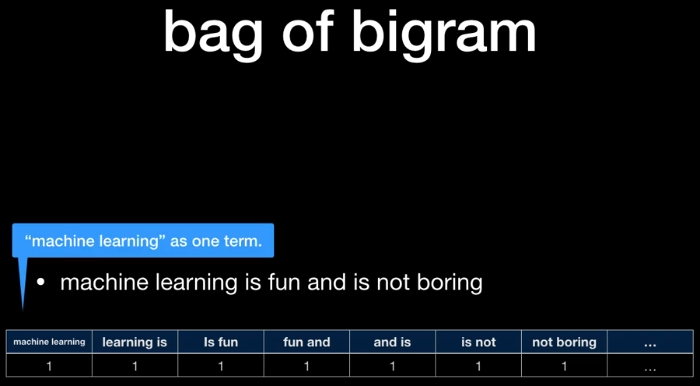 bag of bigram
“machine learning” as one term.
• machine learning is fun and is not boring
machine learning learning is Is fun fun and and is is not not boring ...
1 1 1 1 1 1 1 ...